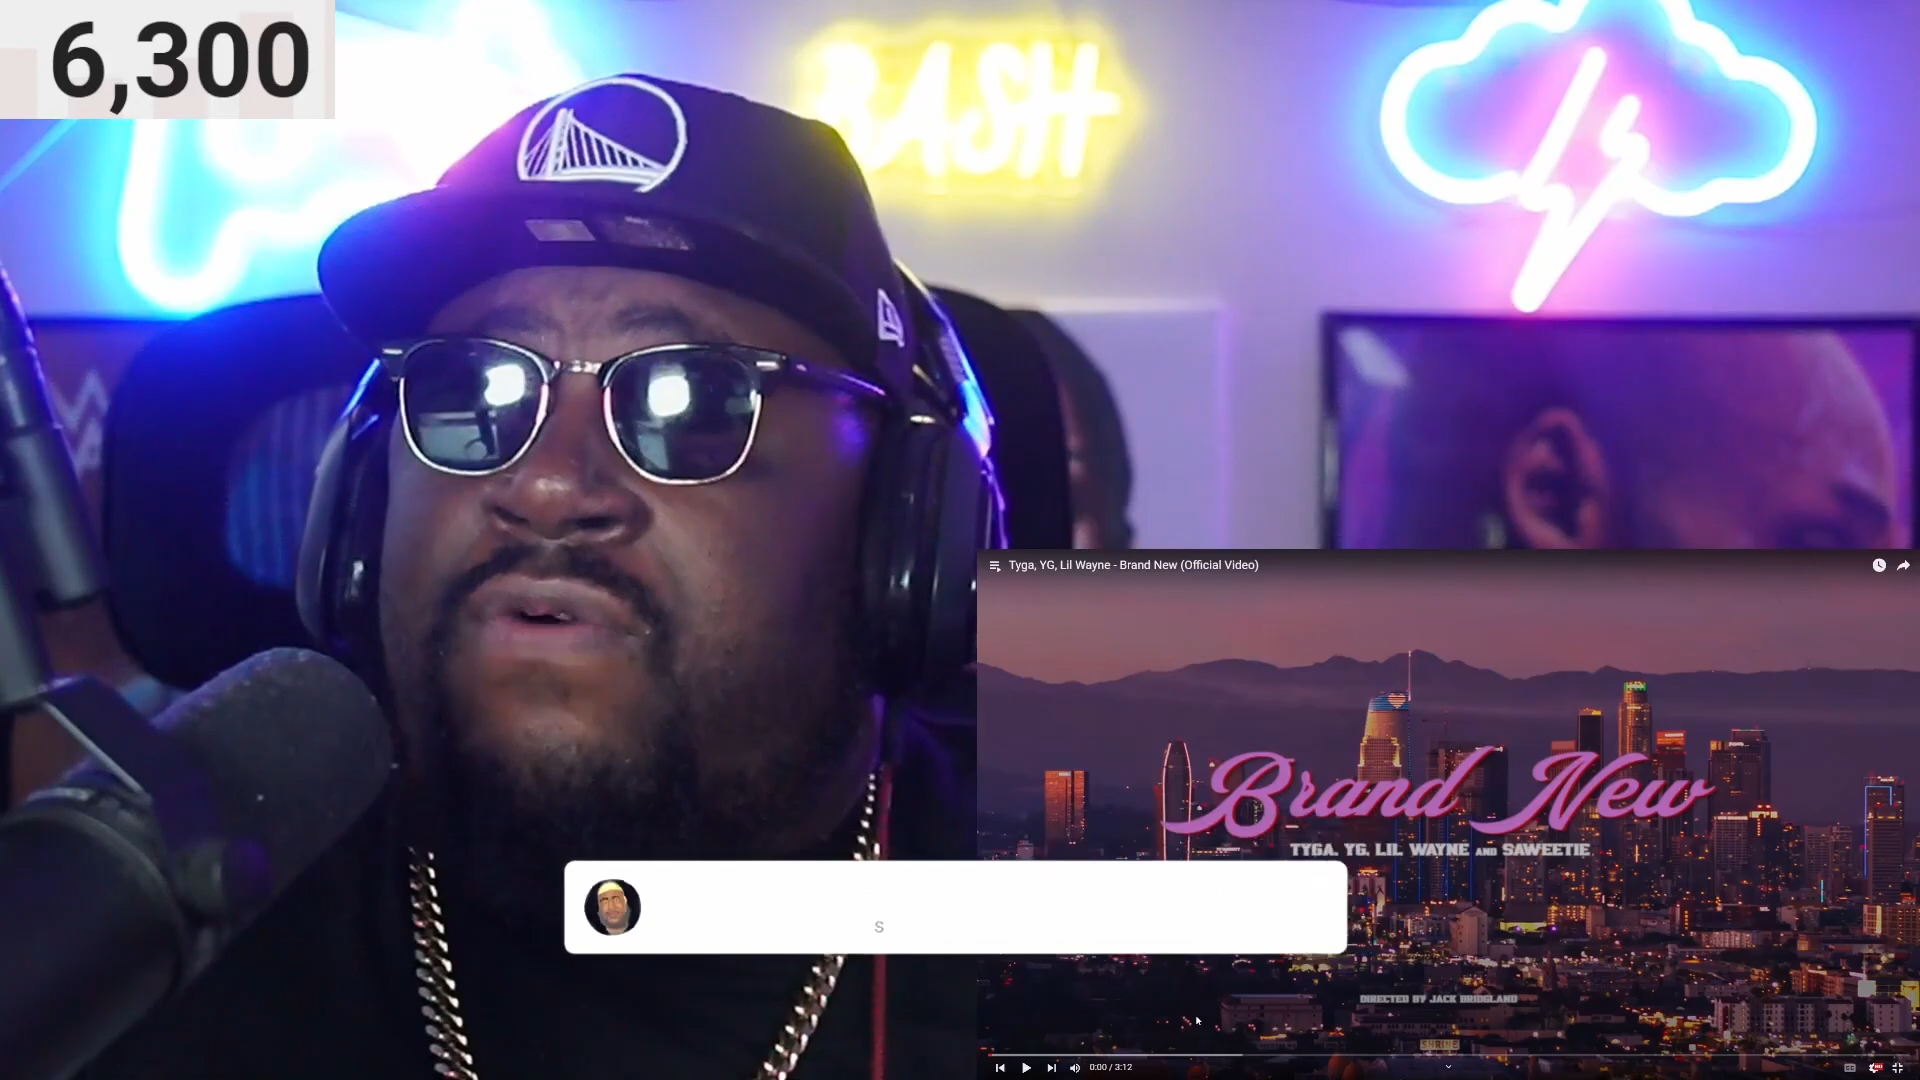 6,300
BASH
Tyga, YG, Lil Wayne - Brand New (Official Video)
Brand New
TYGA, YG, LIL WAYNE AND SAWEETIE
S
DIRECTED BY JACK BRIDGLAND
SHRINE
0:00 / 3:12